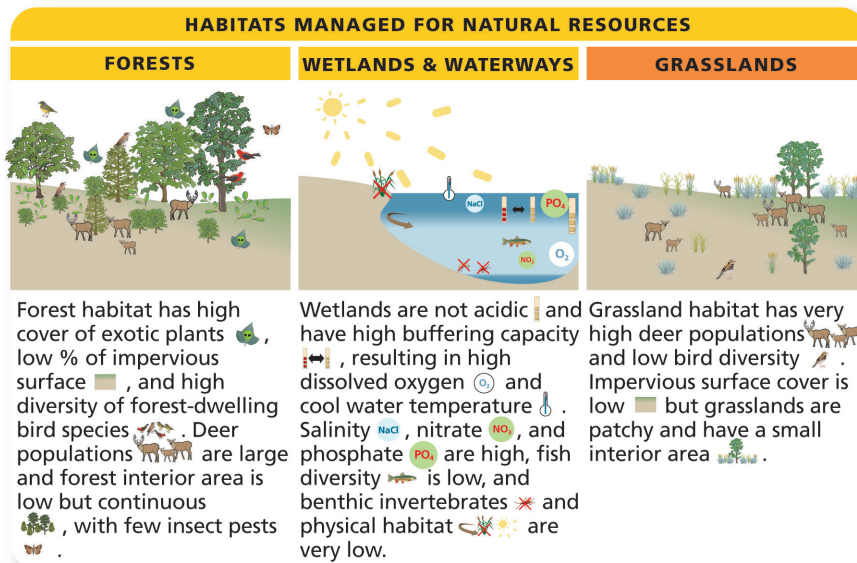 HABITATS MANAGED FOR NATURAL RESOURCES
FORESTS
WETLANDS & WATERWAYS
GRASSLANDS
NaCl
PO4
NO3
O2
Forest habitat has high
cover of exotic plants ,
low % of impervious
surface , and high
diversity of forest-dwelling
bird species . Deer
populations are large
and forest interior area is
low but continuous
, with few insect pests
.
Wetlands are not acidic and
have high buffering capacity
, resulting in high
dissolved oxygen O2 and
cool water temperature .
Salinity NaCl , nitrate NO3 , and
phosphate PO4 are high, fish
diversity is low, and
benthic invertebrates and
physical habitat are
very low.
Grassland habitat has very
high deer populations
and low bird diversity .
Impervious surface cover is
low but grasslands are
patchy and have a small
interior area .